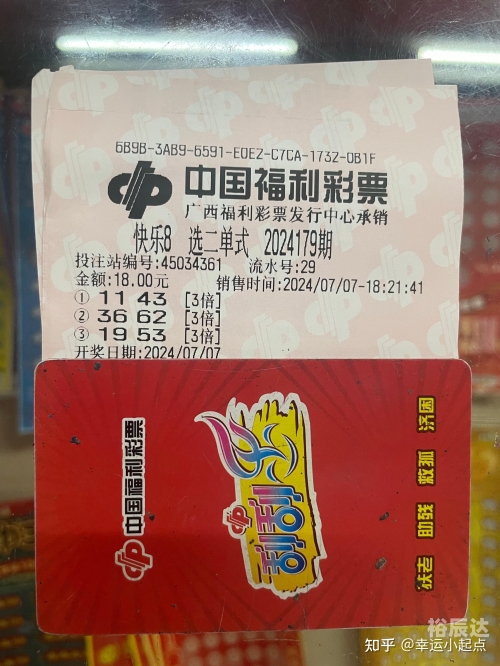 6B9B-3AB9-6591-E0E2-C7CA-1732-0B1F
中国福利彩票
广西福利彩票发行中心承销
快乐8 选二单式 2024179期
投注站编号:45034361 流水号:29
金额:18.00元 销售时间:2024/07/07-18:21:41
① 11 43 [3倍]
② 36 62 [3倍]
③ 19 53 [3倍]
开奖日期:2024/07/07
中国福利彩票
刮刮乐
扶老 助残 救孤 济困
裕辰达
知乎 @幸运小起点